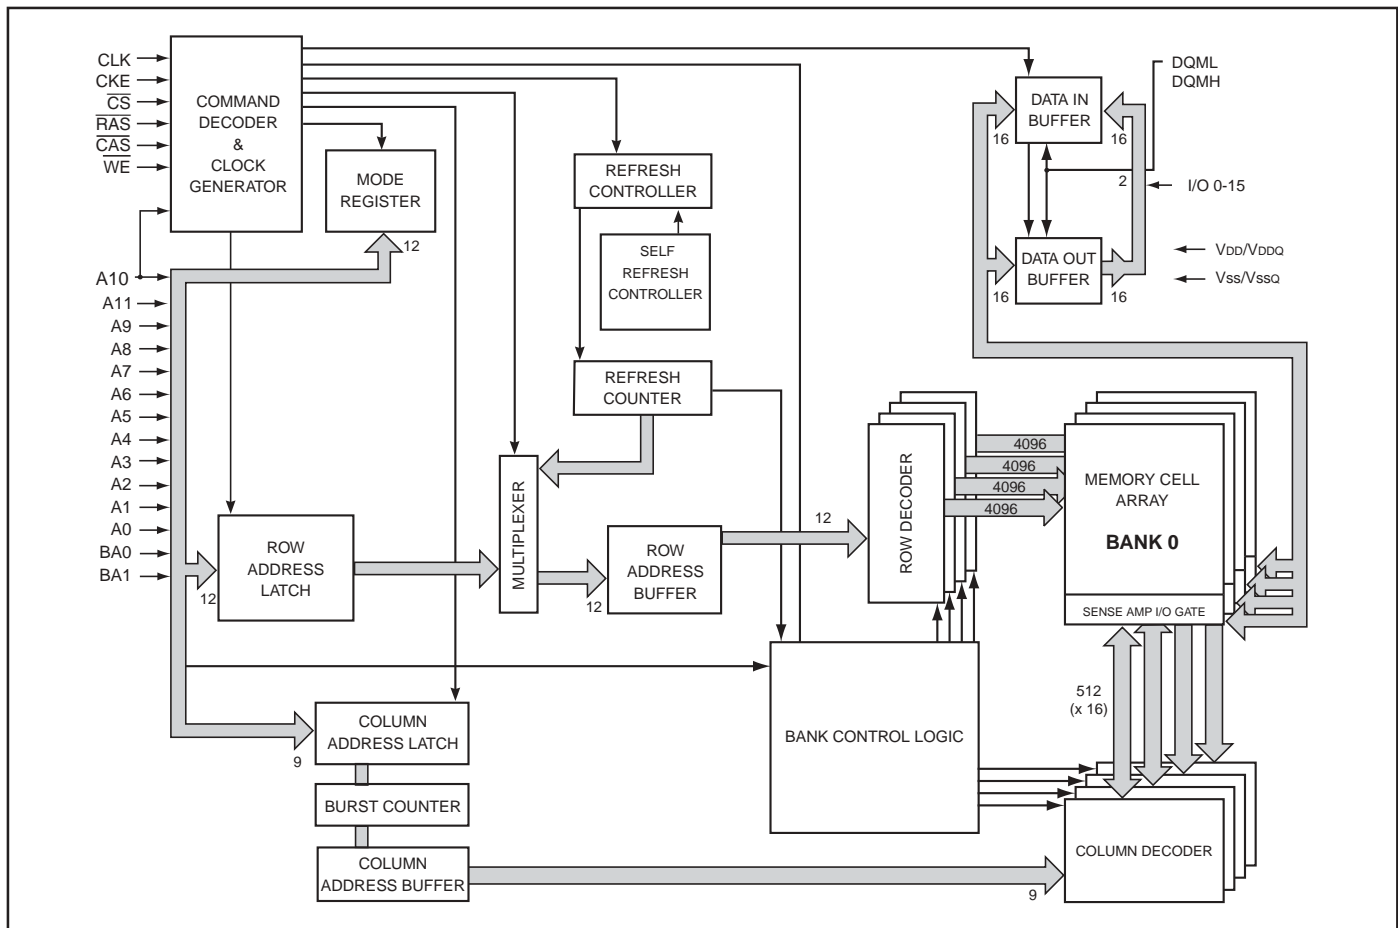 CLK
CKE
CS
RAS
CAS
WE
A10
A11
A9
A8
A7
A6
A5
A4
A3
A2
A1
A0
BA0
BA1
COMMAND
DECODER
&
CLOCK
GENERATOR
MODE
REGISTER
12
REFRESH
CONTROLLER
SELF
REFRESH
CONTROLLER
REFRESH
COUNTER
DATA IN
BUFFER
16
16
DQML
DQMH
2
I/O 0-15
DATA OUT
BUFFER
16
16
VDD/VDDQ
Vss/VssQ
MULTIPLEXER
ROW
ADDRESS
LATCH
12
ROW
ADDRESS
BUFFER
12
12
ROW DECODER
4096
4096
4096
4096
MEMORY CELL
ARRAY
BANK 0
SENSE AMP I/O GATE
512
(x 16)
BANK CONTROL LOGIC
COLUMN
ADDRESS LATCH
9
BURST COUNTER
COLUMN
ADDRESS BUFFER
9
COLUMN DECODER